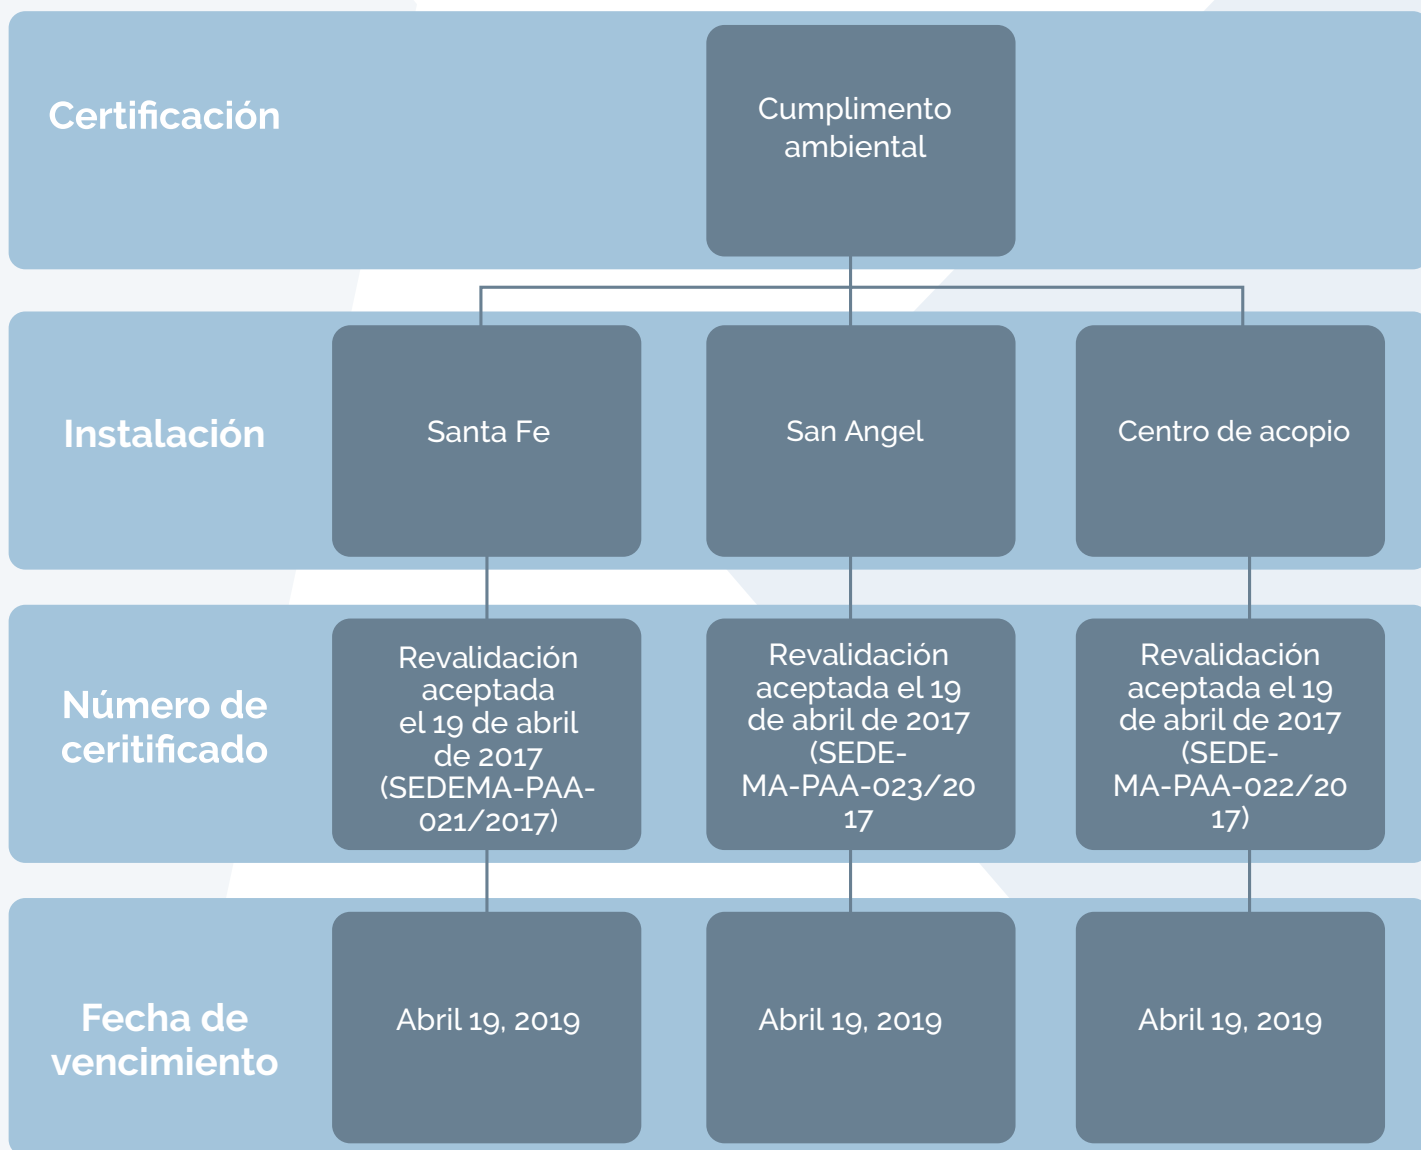 Certificación
Cumplimento
ambiental
Instalación
Santa Fe
San Angel
Centro de acopio
Número de
ceritificado
Revalidación
aceptada
el 19 de abril
de 2017
(SEDEMA-PAA-
021/2017)
Revalidación
aceptada el 19
de abril de 2017
(SEDE-
MA-PAA-023/20
17
Revalidación
aceptada el 19
de abril de 2017
(SEDE-
MA-PAA-022/20
17)
Fecha de
vencimiento
Abril 19, 2019
Abril 19, 2019
Abril 19, 2019